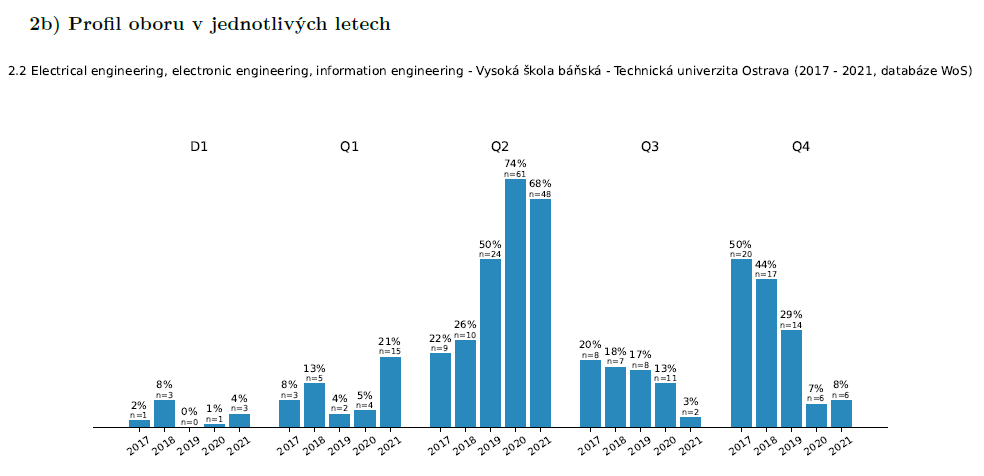 2b) Profil oboru v jednotlivých letech
2.2 Electrical engineering, electronic engineering, information engineering - Vysoká škola báňská - Technická univerzita Ostrava (2017 - 2021, databáze WoS)
D1 Q1 Q2 Q3 Q4
2% n=1
8% n=3
0% n=0
1% n=1
4% n=3
8% n=3
13% n=5
4% n=2
5% n=4
21% n=15
22% n=9
26% n=10
50% n=24
74% n=61
68% n=48
20% n=8
18% n=7
17% n=8
13% n=11
3% n=2
50% n=20
44% n=17
29% n=14
7% n=6
8% n=6
2017 2018 2019 2020 2021 2017 2018 2019 2020 2021 2017 2018 2019 2020 2021 2017 2018 2019 2020 2021 2017 2018 2019 2020 2021